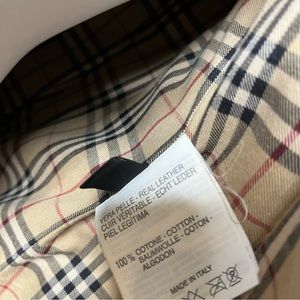 VERA PELLE - REAL LEATHER
CUIR VERITABLE - ECHT LEDER
PIEL LEGITIMA
100 % COTONE - COTTON -
BAUMWOLLE - COTON -
ALGODON
MADE IN ITALY